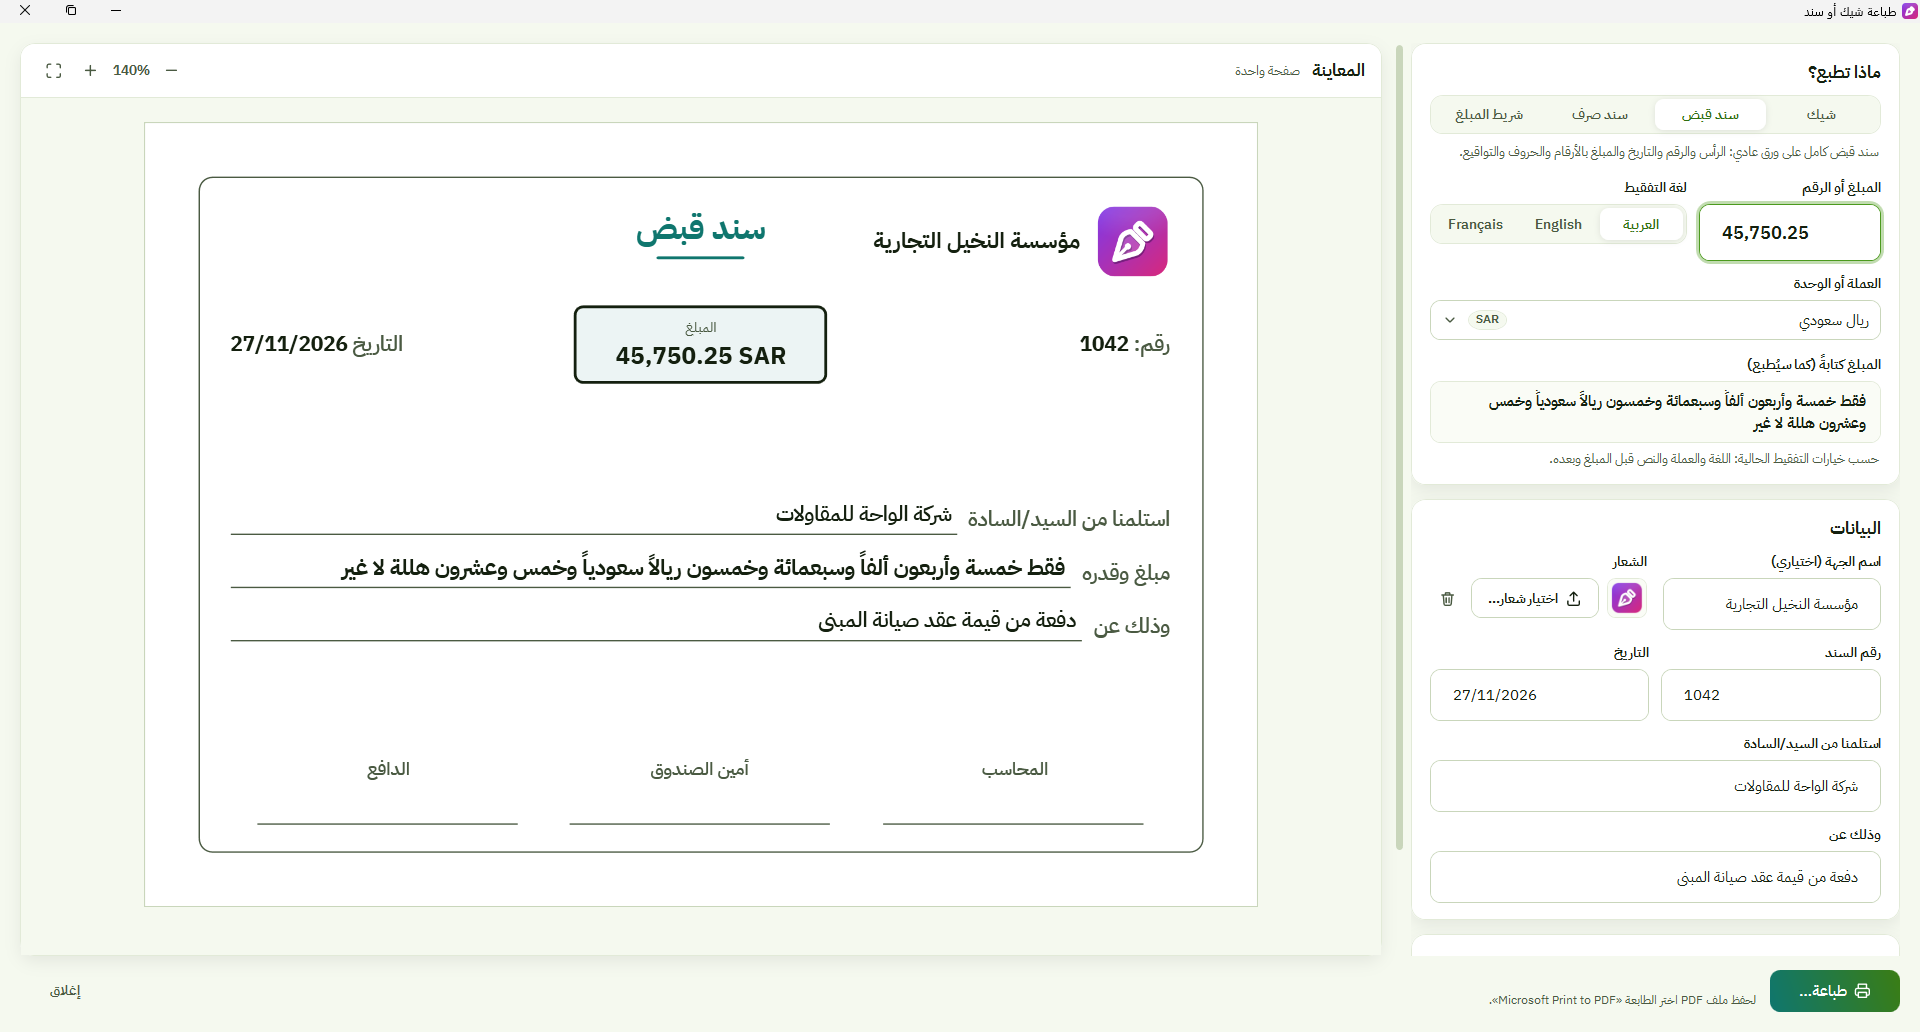 طباعة شيك أو سند
ماذا تطبع؟
شيك
سند قبض
سند صرف
شريط المبلغ
سند قبض كامل على ورق عادي: الرأس والرقم والتاريخ والمبلغ بالأرقام والحروف والتواقيع.
المبلغ أو الرقم
لغة التفقيط
45,750.25
العربية
English
Français
العملة أو الوحدة
ريال سعودي
SAR
المبلغ كتابةً (كما سيُطبع)
فقط خمسة وأربعون ألفاً وسبعمائة وخمسون ريالاً سعودياً وخمس
وعشرون هللة لا غير
حسب خيارات التفقيط الحالية: اللغة والعملة والنص قبل المبلغ وبعده.
البيانات
اسم الجهة (اختياري)
الشعار
مؤسسة النخيل التجارية
اختيار شعار...
رقم السند
التاريخ
1042
27/11/2026
استلمنا من السيد/السادة
شركة الواحة للمقاولات
وذلك عن
دفعة من قيمة عقد صيانة المبنى
طباعة...
لحفظ ملف PDF اختر الطابعة «Microsoft Print to PDF».
المعاينة
صفحة واحدة
140%
مؤسسة النخيل التجارية
سند قبض
رقم: 1042
المبلغ
45,750.25 SAR
التاريخ 27/11/2026
استلمنا من السيد/السادة شركة الواحة للمقاولات
مبلغ وقدره فقط خمسة وأربعون ألفاً وسبعمائة وخمسون ريالاً سعودياً وخمس وعشرون هللة لا غير
وذلك عن دفعة من قيمة عقد صيانة المبنى
المحاسب
أمين الصندوق
الدافع
إغلاق